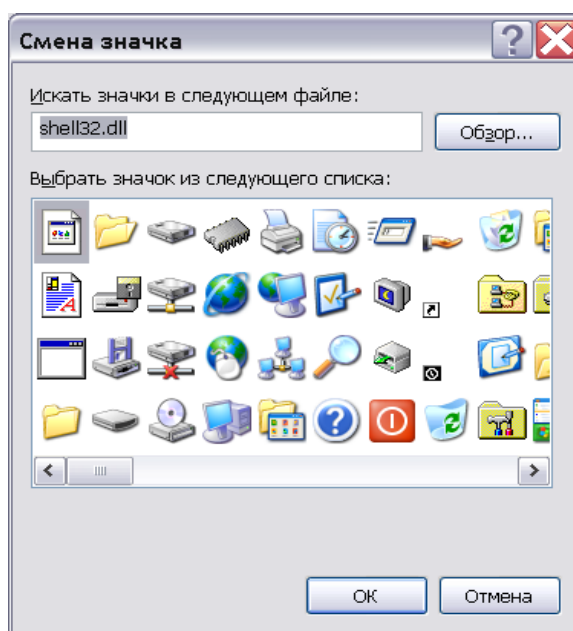 Смена значка
Искать значки в следующем файле:
shell32.dll
Обзор...
Выбрать значок из следующего списка:
ОК
Отмена